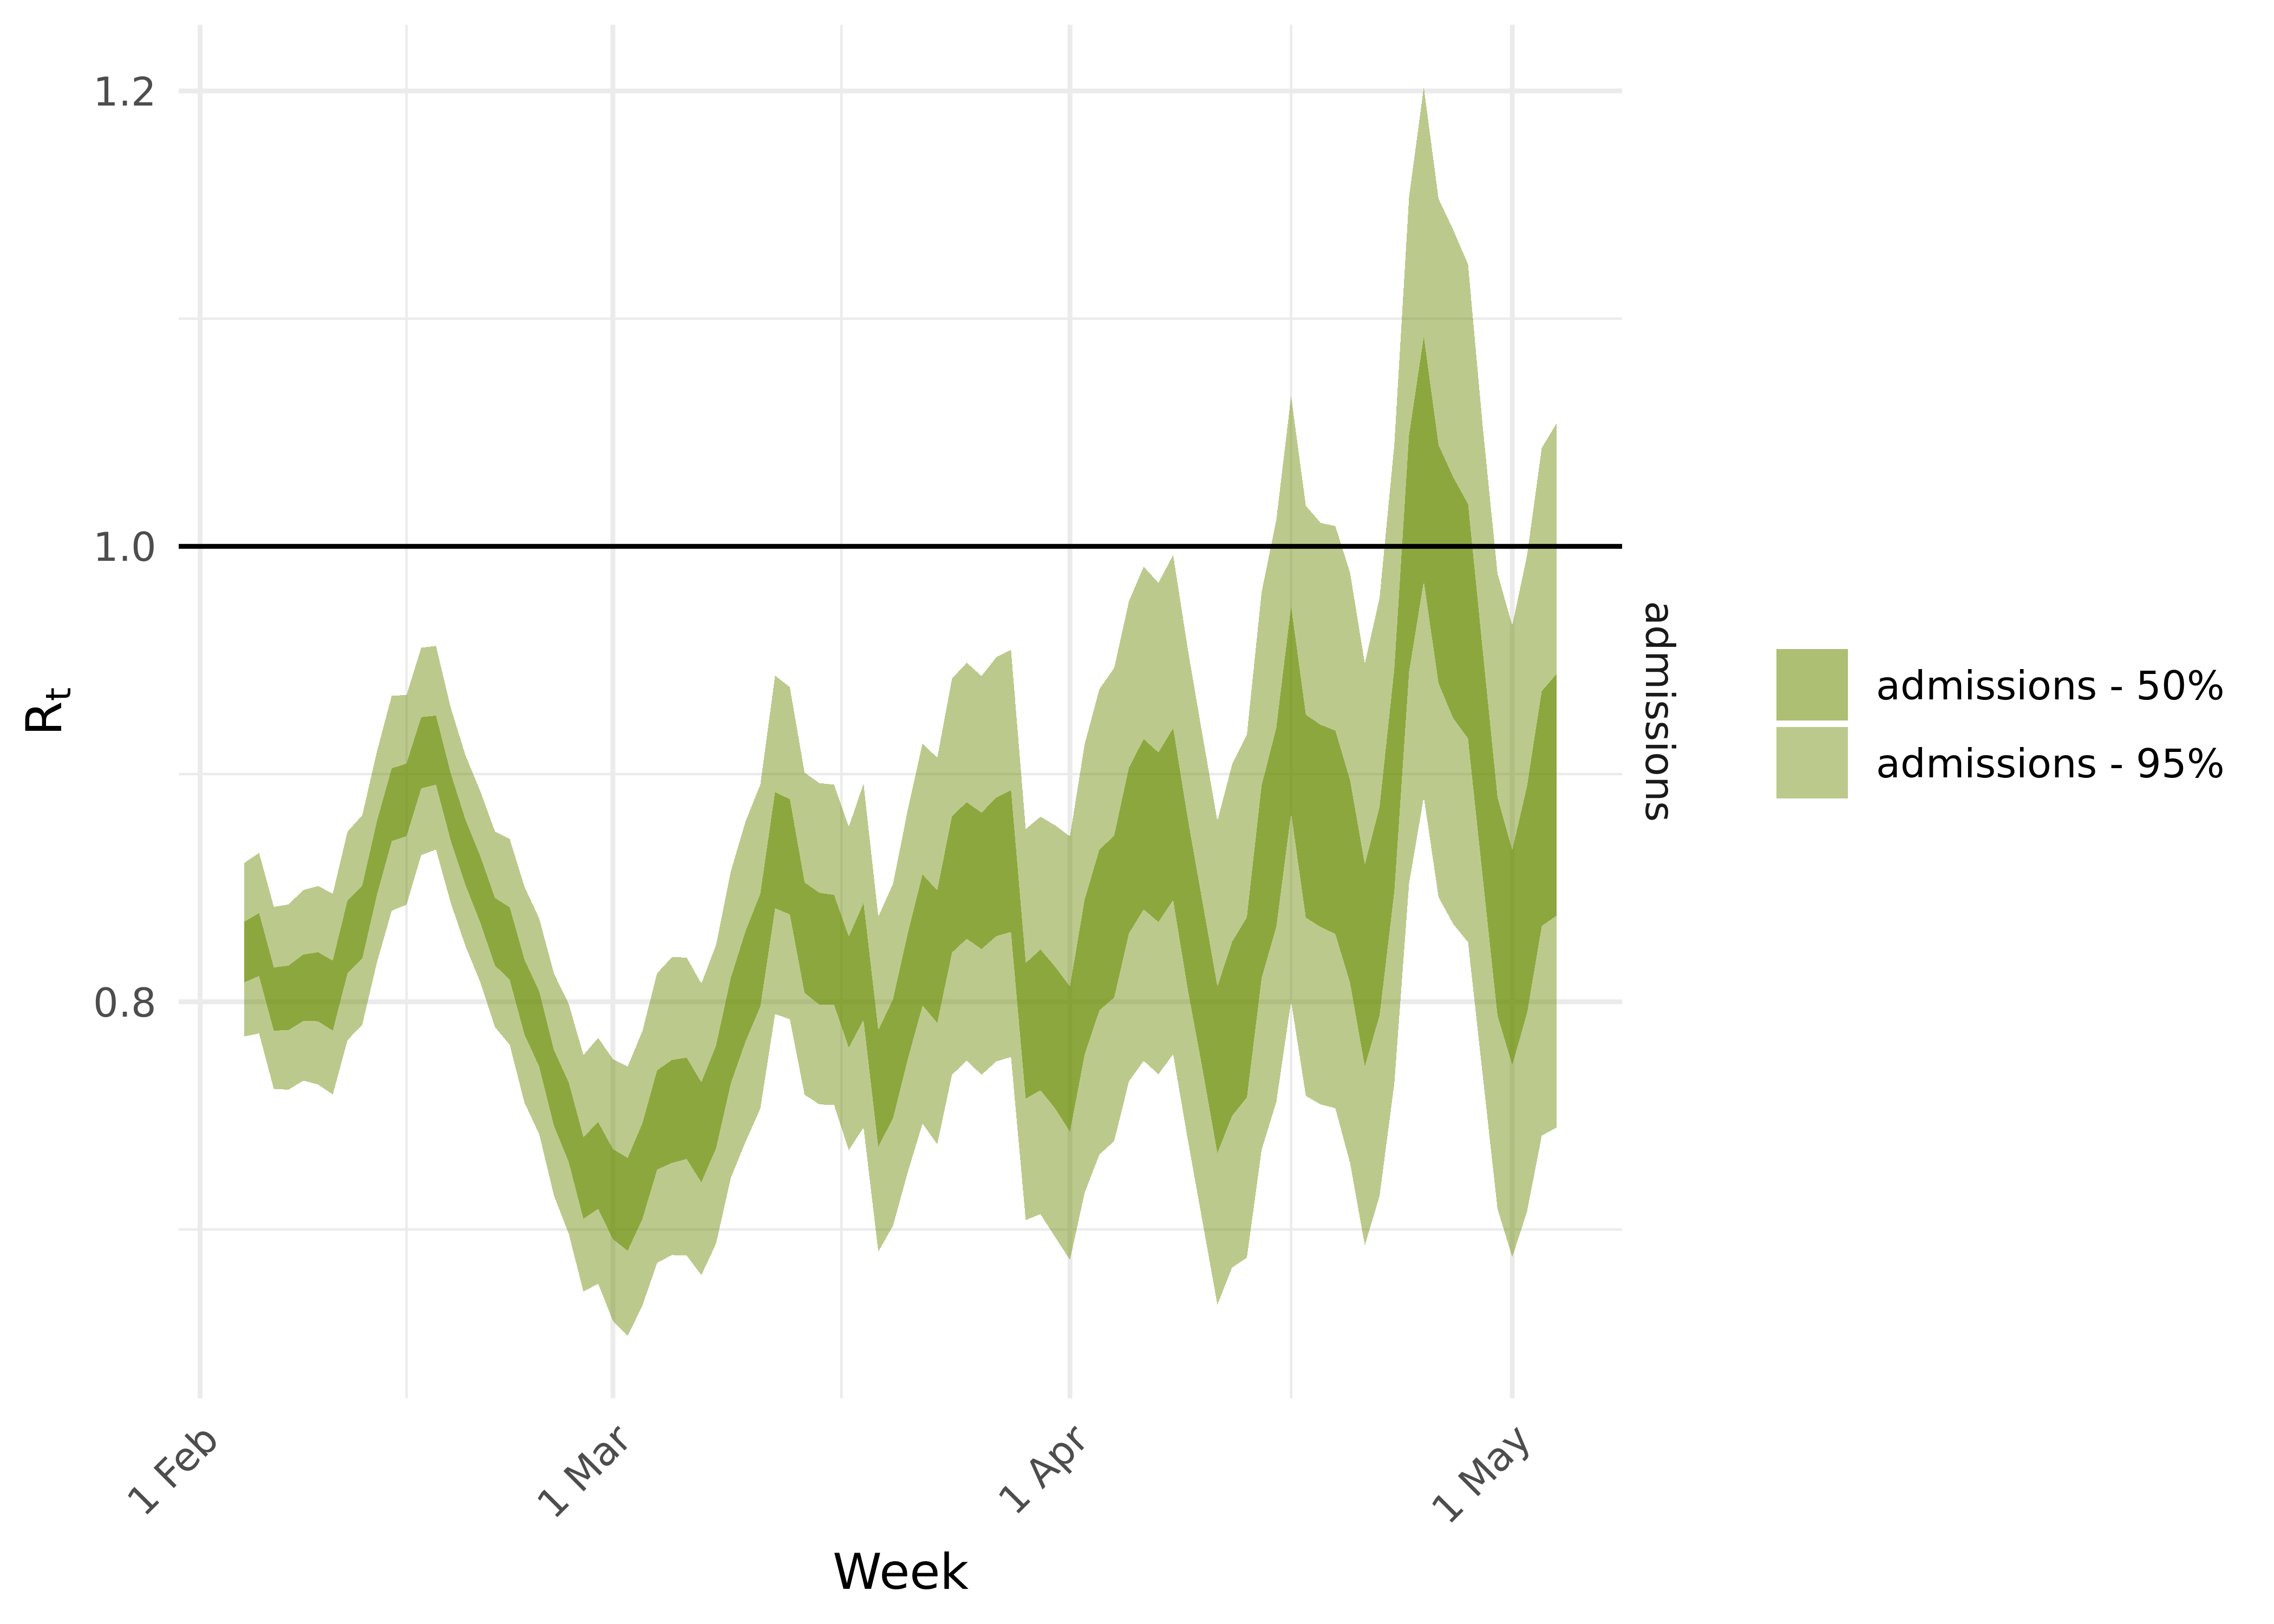 1.2
1.0
0.8
Rt
1 Feb
1 Mar
1 Apr
1 May
Week
admissions
admissions - 50%
admissions - 95%